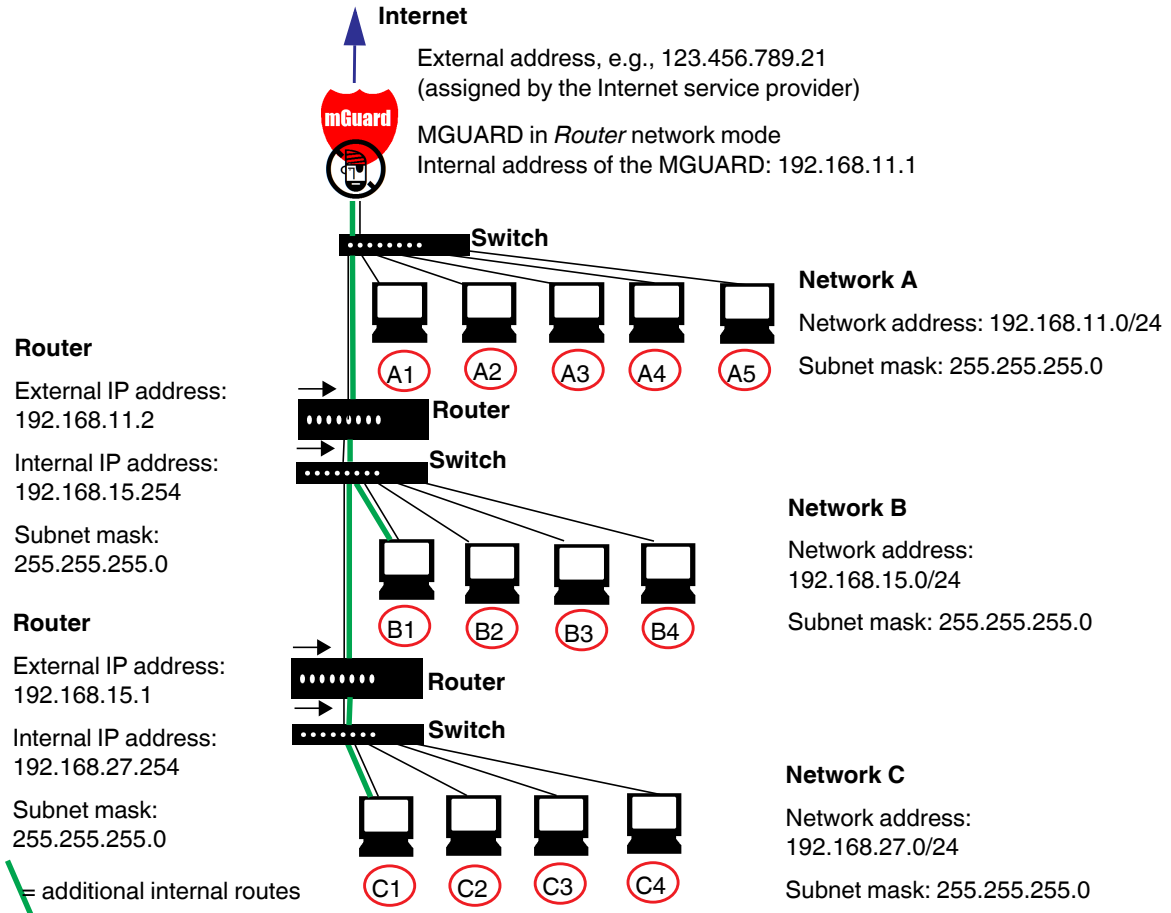 Internet
External address, e.g., 123.456.789.21
(assigned by the Internet service provider)
mGuard
MGUARD in Router network mode
Internal address of the MGUARD: 192.168.11.1
Switch
Network A
Network address: 192.168.11.0/24
Subnet mask: 255.255.255.0
A1
A2
A3
A4
A5
Router
External IP address:
192.168.11.2
Internal IP address:
192.168.15.254
Subnet mask:
255.255.255.0
Router
Switch
Network B
Network address:
192.168.15.0/24
Subnet mask: 255.255.255.0
B1
B2
B3
B4
Router
External IP address:
192.168.15.1
Internal IP address:
192.168.27.254
Subnet mask:
255.255.255.0
Router
Switch
Network C
Network address:
192.168.27.0/24
Subnet mask: 255.255.255.0
C1
C2
C3
C4
= additional internal routes